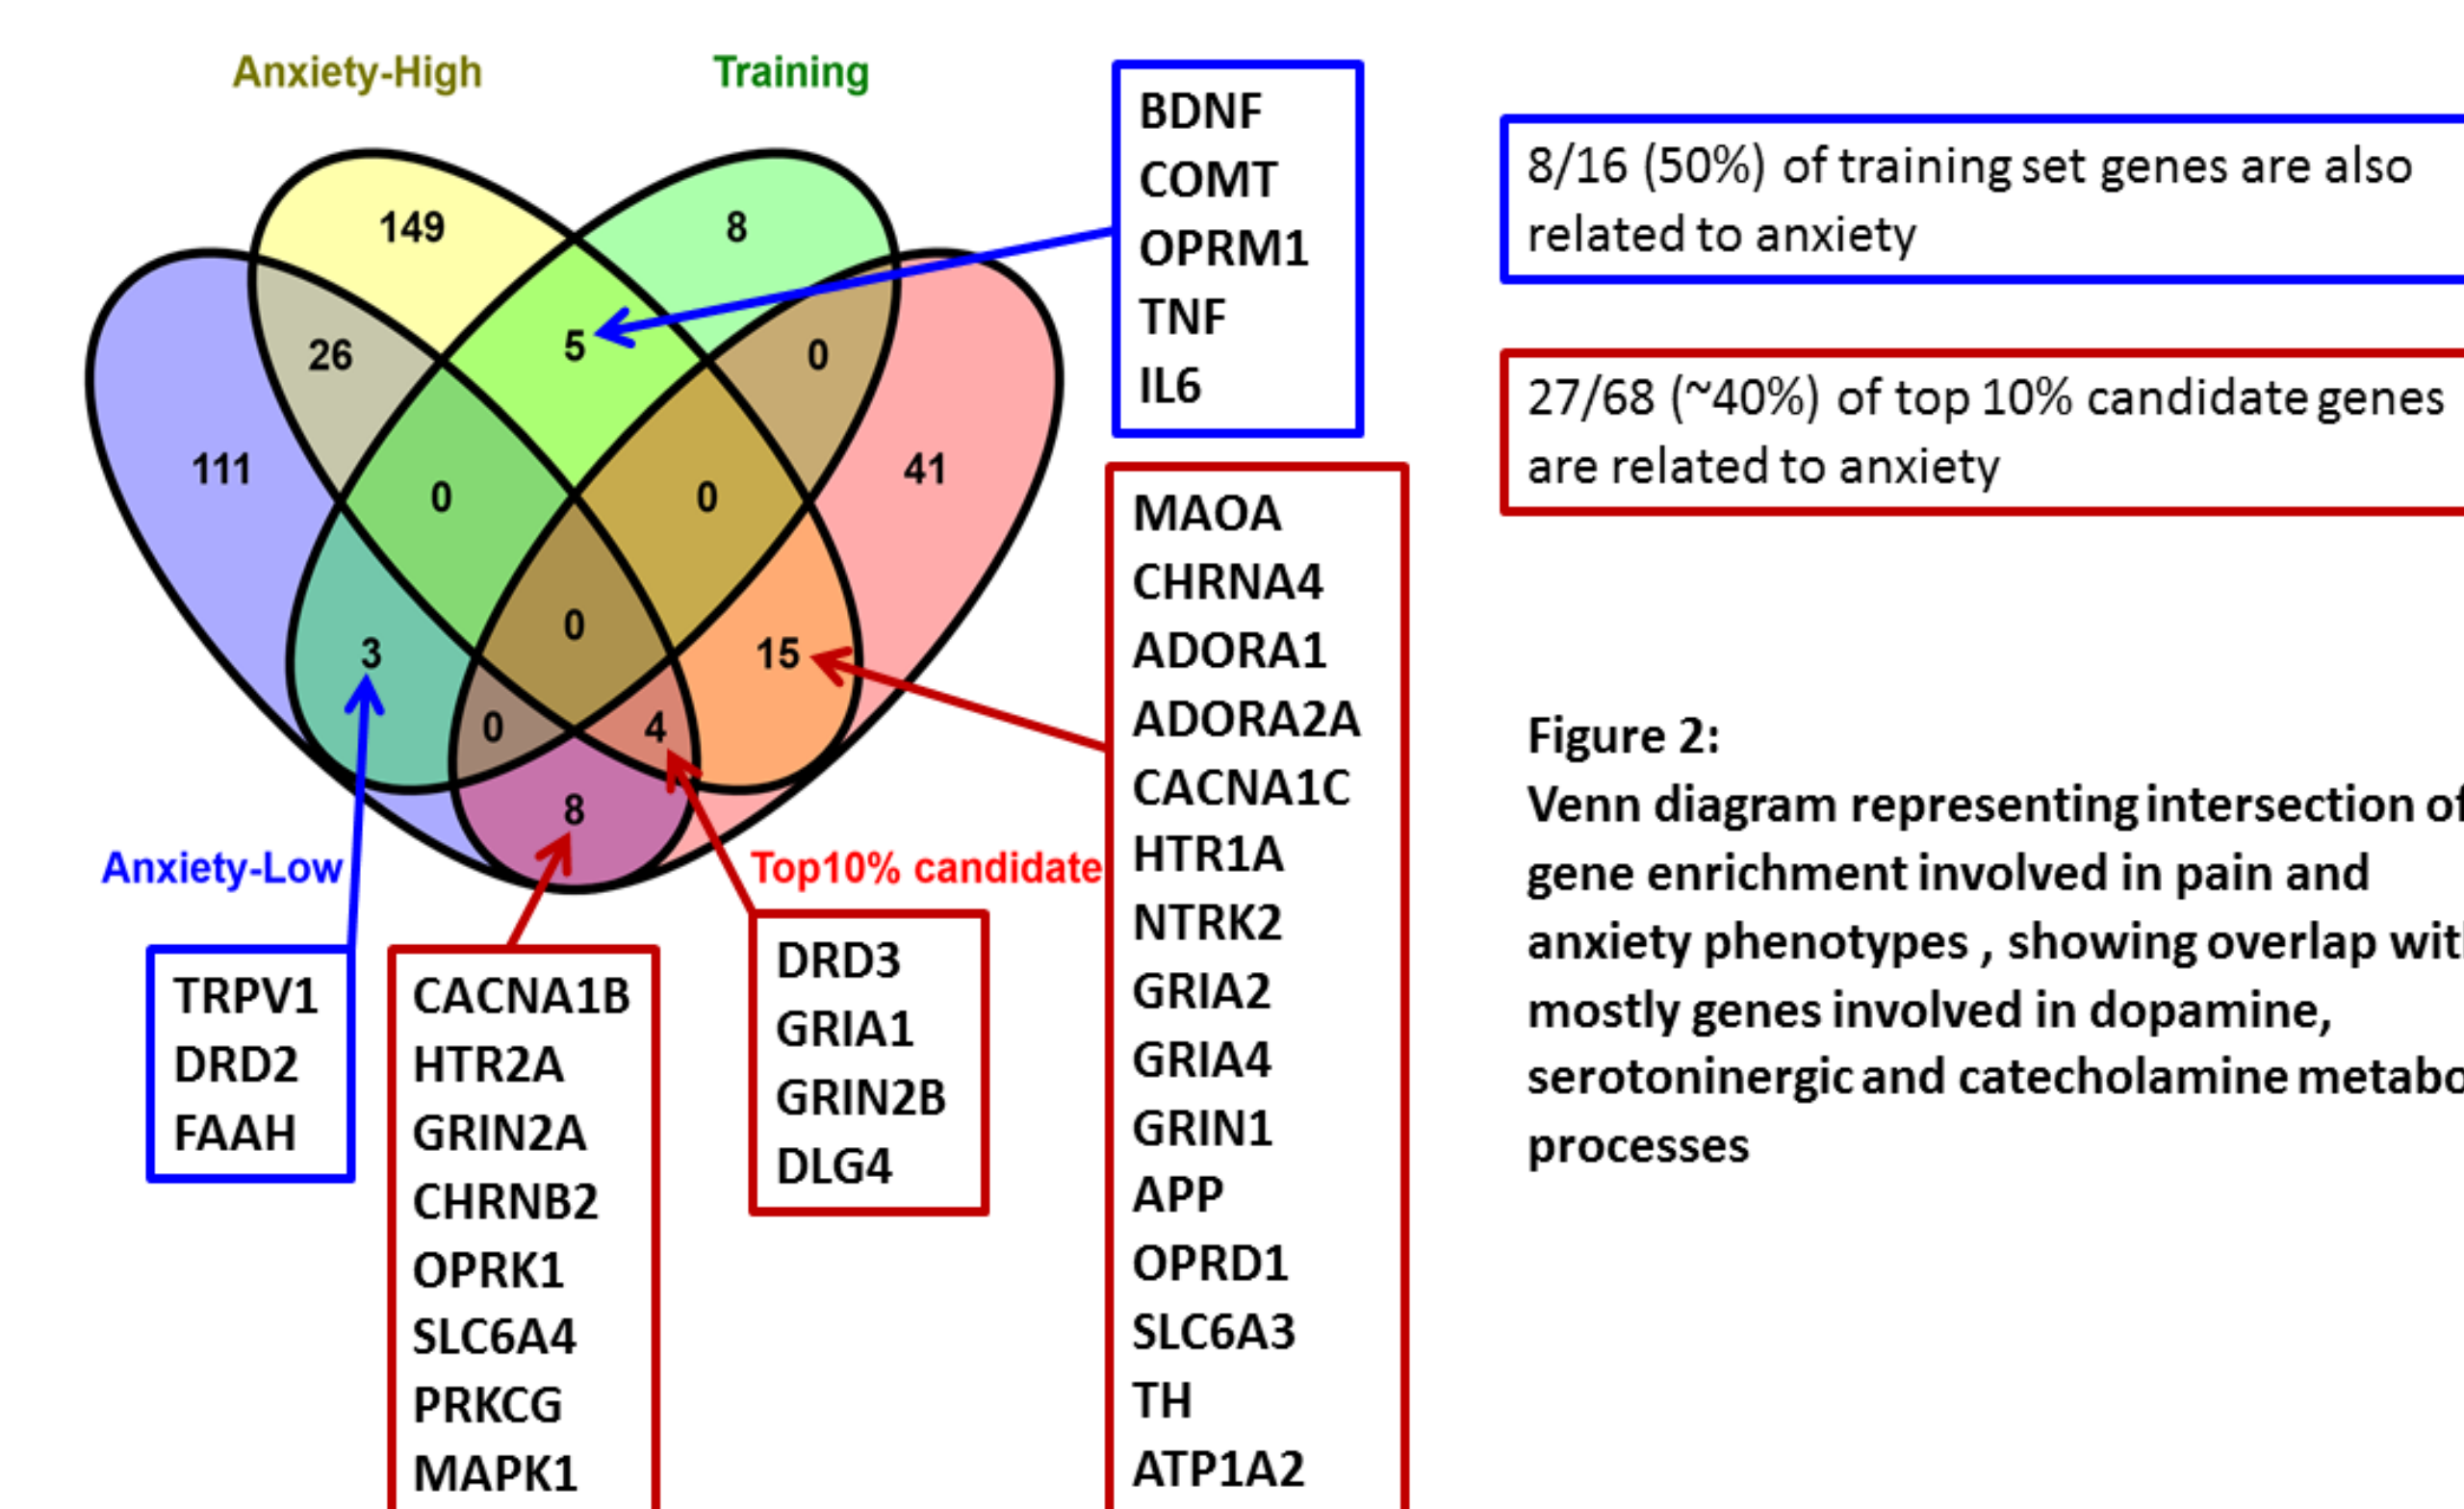 Anxiety-High
Training
149
8
26
5
0
111
41
0
0
3
0
15
0
4
8
Anxiety-Low
Top10% candidate
BDNF
COMT
OPRM1
TNF
IL6
MAOA
CHRNA4
ADORA1
ADORA2A
CACNA1C
HTR1A
NTRK2
GRIA2
GRIA4
GRIN1
APP
OPRD1
SLC6A3
TH
ATP1A2
TRPV1
DRD2
FAAH
CACNA1B
HTR2A
GRIN2A
CHRNB2
OPRK1
SLC6A4
PRKCG
MAPK1
DRD3
GRIA1
GRIN2B
DLG4
8/16 (50%) of training set genes are also
related to anxiety
27/68 (~40%) of top 10% candidate genes
are related to anxiety
Figure 2:
Venn diagram representing intersection of
gene enrichment involved in pain and
anxiety phenotypes , showing overlap
mostly genes involved in dopamine,
serotoninergic and catecholamine
processes